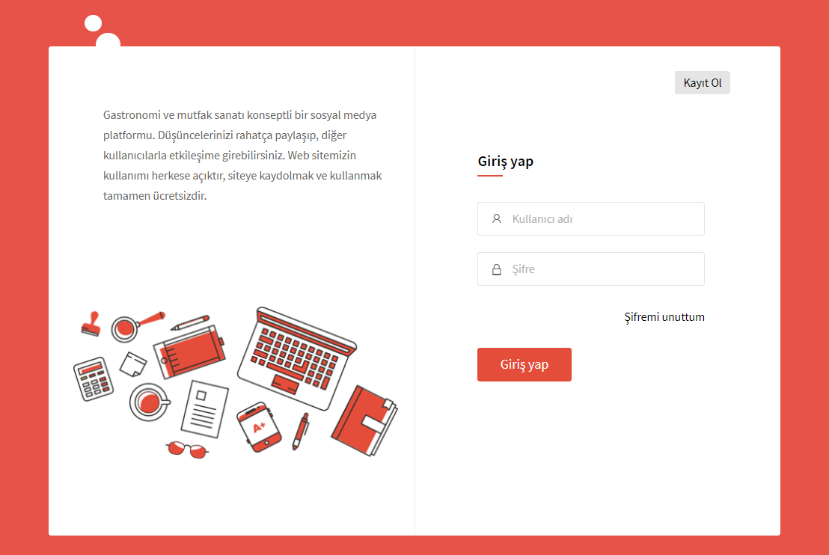 Kayıt Ol
Gastronomi ve mutfak sanatı konseptli bir sosyal medya
platformu. Düşüncelerinizi rahatça paylaşıp, diğer
kullanıcılarla etkileşime girebilirsiniz. Web sitemizin
kullanımı herkese açıktır, siteye kaydolmak ve kullanmak
tamamen ücretsizdir.
Giriş yap
Kullanıcı adı
Şifre
Şifremi unuttum
Giriş yap
A+